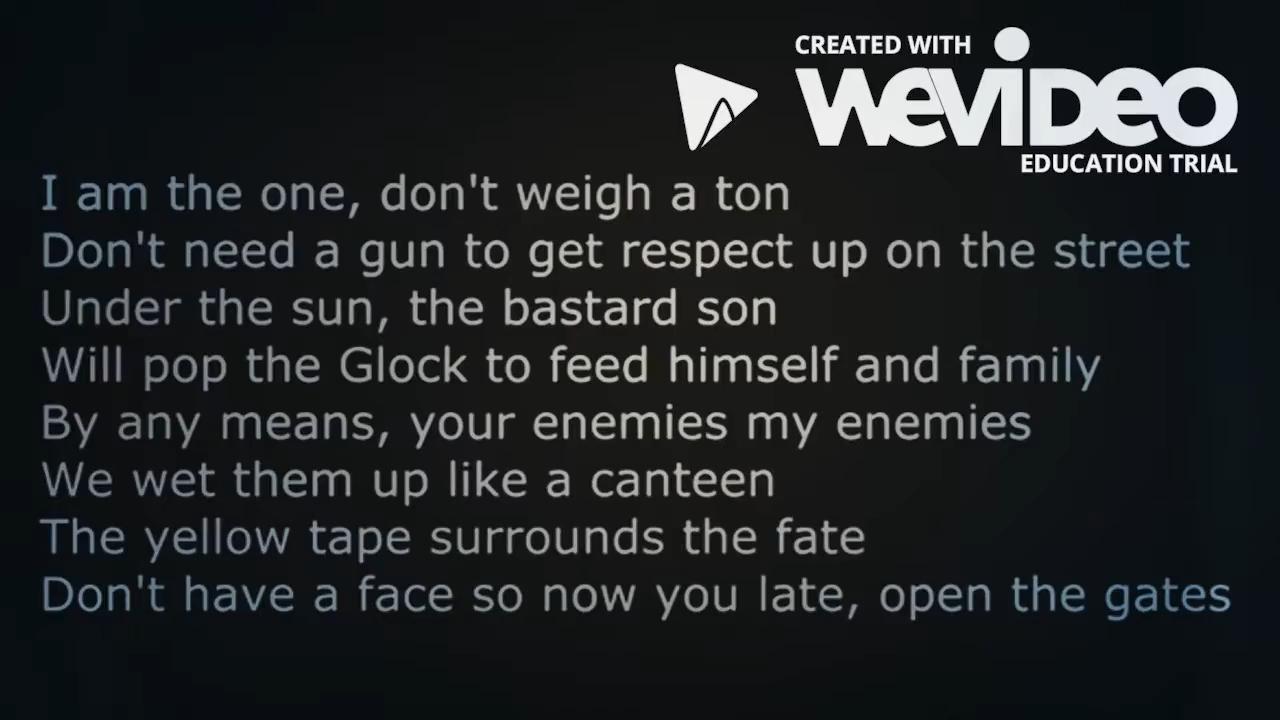 CREATED WITH
WEVIDEO
EDUCATION TRIAL
I am the one, don't weigh a ton
Don't need a gun to get respect up on the street
Under the sun, the bastard son
Will pop the Glock to feed himself and family
By any means, your enemies my enemies
We wet them up like a canteen
The yellow tape surrounds the fate
Don't have a face so now you late, open the gates